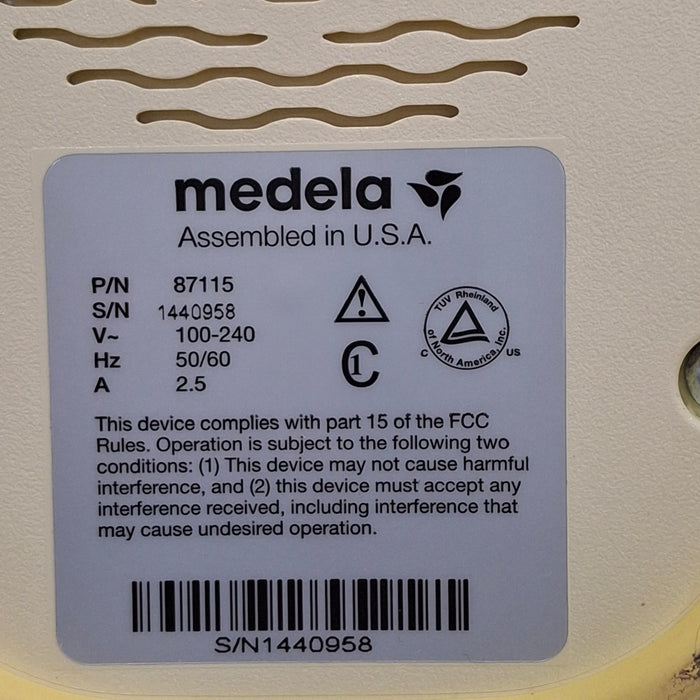 medela
Assembled in U.S.A.
P/N 87115
S/N 1440958
V~ 100-240
Hz 50/60
A 2.5
1
TUV Rheinland
of North America, Inc.
C US
This device complies with part 15 of the FCC
Rules. Operation is subject to the following two
conditions: (1) This device may not cause harmful
interference, and (2) this device must accept any
interference received, including interference that
may cause undesired operation.
S/N1440958